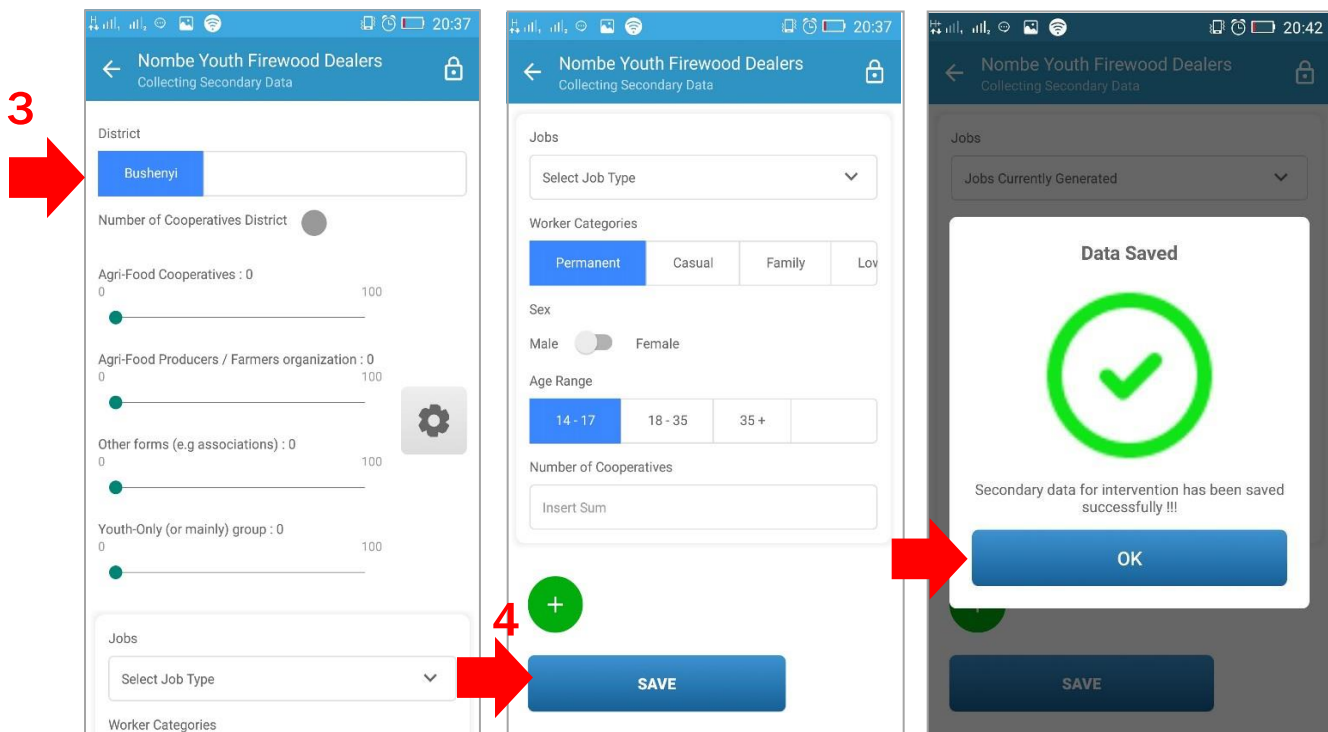 3
20:37
Nombe Youth Firewood Dealers
Collecting Secondary Data
District
Bushenyi
Number of Cooperatives District
Agri-Food Cooperatives : 0
0 100
Agri-Food Producers / Farmers organization : 0
0 100
Other forms (e.g associations) : 0
0 100
Youth-Only (or mainly) group : 0
0 100
Jobs
Select Job Type
Worker Categories
4
20:37
Nombe Youth Firewood Dealers
Collecting Secondary Data
Jobs
Select Job Type
Worker Categories
Permanent Casual Family Lov
Sex
Male Female
Age Range
14 - 17 18 - 35 35 +
Number of Cooperatives
Insert Sum
+
SAVE
20:42
Nombe Youth Firewood Dealers
Collecting Secondary Data
Jobs
Jobs Currently Generated
Data Saved
Secondary data for intervention has been saved
successfully !!!
OK
SAVE